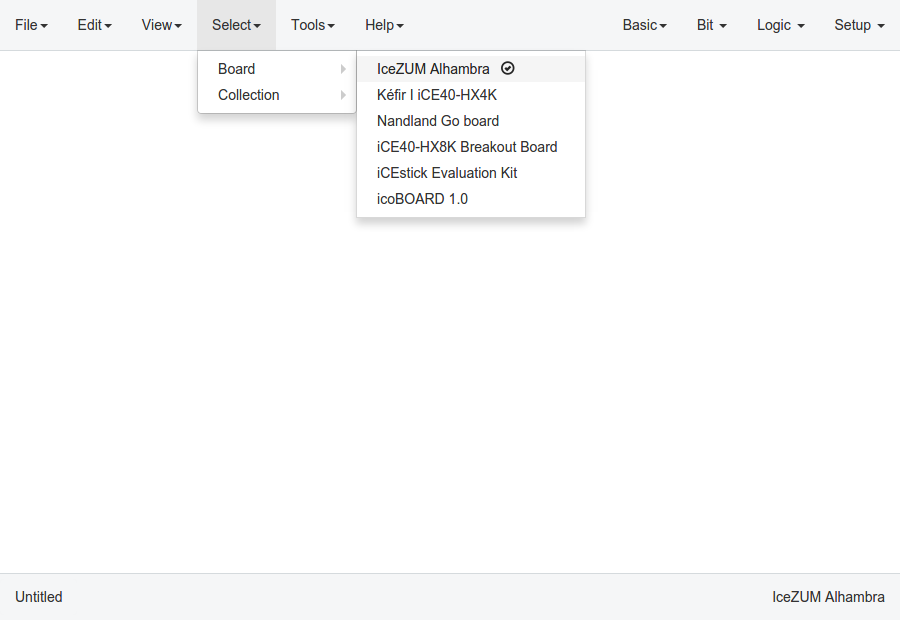 File Edit View Select Tools Help Basic Bit Logic Setup
Board
Collection
IceZUM Alhambra
Kéfir I iCE40-HX4K
Nandland Go board
iCE40-HX8K Breakout Board
iCEstick Evaluation Kit
icoBOARD 1.0
Untitled
IceZUM Alhambra